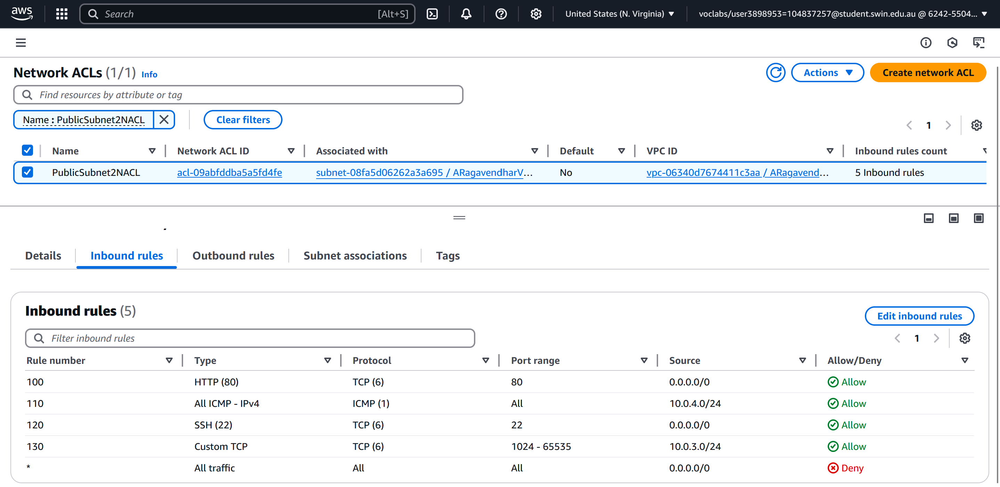 aws Search [Alt+S] United States (N. Virginia) voclabs/user3898953=104837257@student.swin.edu.au @ 6242-5504...
Network ACLs (1/1) Info Actions Create network ACL
Find resources by attribute or tag
Name : PublicSubnet2NACL Clear filters
1
Name Network ACL ID Associated with Default VPC ID Inbound rules count
PublicSubnet2NACL acl-09abfddba5a5fd4fe subnet-08fa5d06262a3a695 / ARagavendharV... No vpc-06340d7674411c3aa / ARagavend... 5 Inbound rules
Details Inbound rules Outbound rules Subnet associations Tags
Inbound rules (5) Edit inbound rules
Filter inbound rules 1
Rule number Type Protocol Port range Source Allow/Deny
100 HTTP (80) TCP (6) 80 0.0.0.0/0 Allow
110 All ICMP - IPv4 ICMP (1) All 10.0.4.0/24 Allow
120 SSH (22) TCP (6) 22 0.0.0.0/0 Allow
130 Custom TCP TCP (6) 1024 - 65535 10.0.3.0/24 Allow
* All traffic All All 0.0.0.0/0 Deny